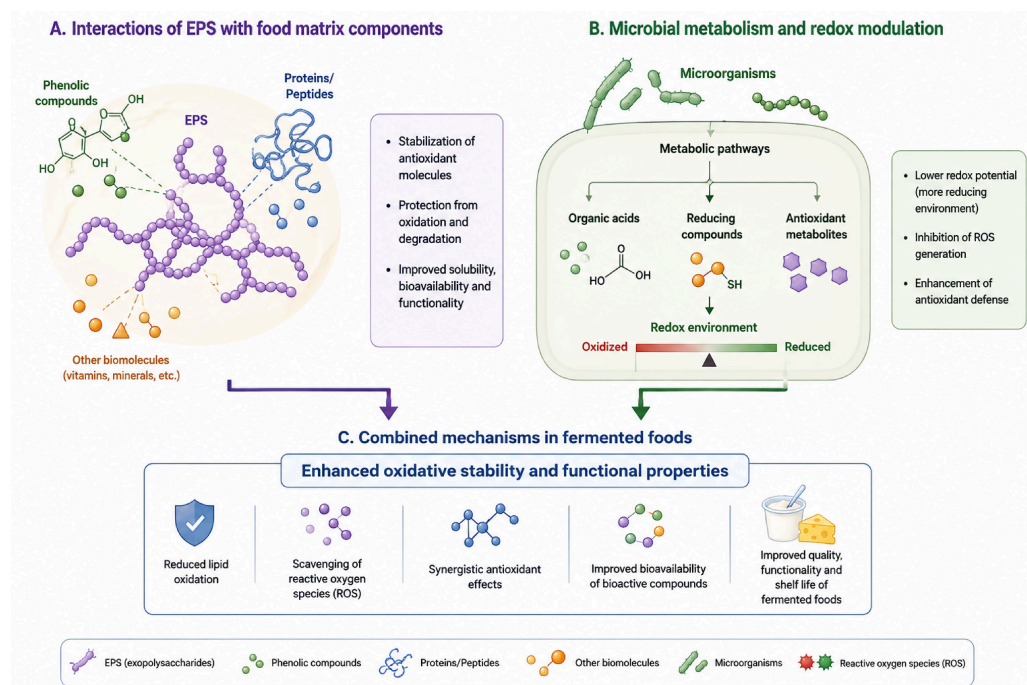 A. Interactions of EPS with food matrix components
Phenolic
compounds
OH
O
O
HO
OH
EPS
Proteins/
Peptides
Other biomolecules
(vitamins, minerals, etc.)
• Stabilization of
antioxidant
molecules
• Protection from
oxidation and
degradation
• Improved solubility,
bioavailability and
functionality
B. Microbial metabolism and redox modulation
Microorganisms
Metabolic pathways
Organic acids
O
HO
OH
Reducing
compounds
SH
Antioxidant
metabolites
Redox environment
Oxidized
Reduced
• Lower redox potential
(more reducing
environment)
• Inhibition of ROS
generation
• Enhancement of
antioxidant defense
C. Combined mechanisms in fermented foods
Enhanced oxidative stability and functional properties
Reduced lipid
oxidation
Scavenging of
reactive oxygen
species (ROS)
Synergistic antioxidant
effects
Improved bioavailability
of bioactive compounds
Improved quality,
functionality and
shelf life of
fermented foods
EPS (exopolysaccharides)
Phenolic compounds
Proteins/Peptides
Other biomolecules
Microorganisms
Reactive oxygen species (ROS)